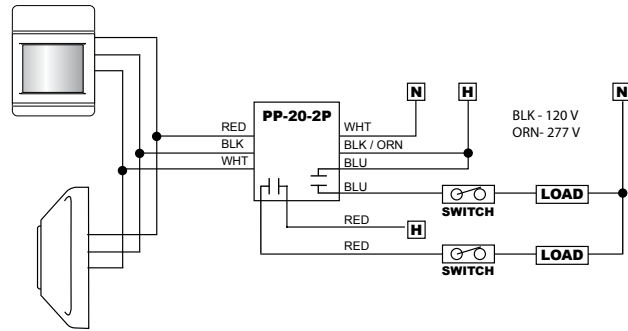 N
H
N
PP-20-2P
BLK - 120 V
ORN- 277 V
RED
WHT
BLK
BLK / ORN
WHT
BLU
BLU
SWITCH
LOAD
RED
H
RED
SWITCH
LOAD